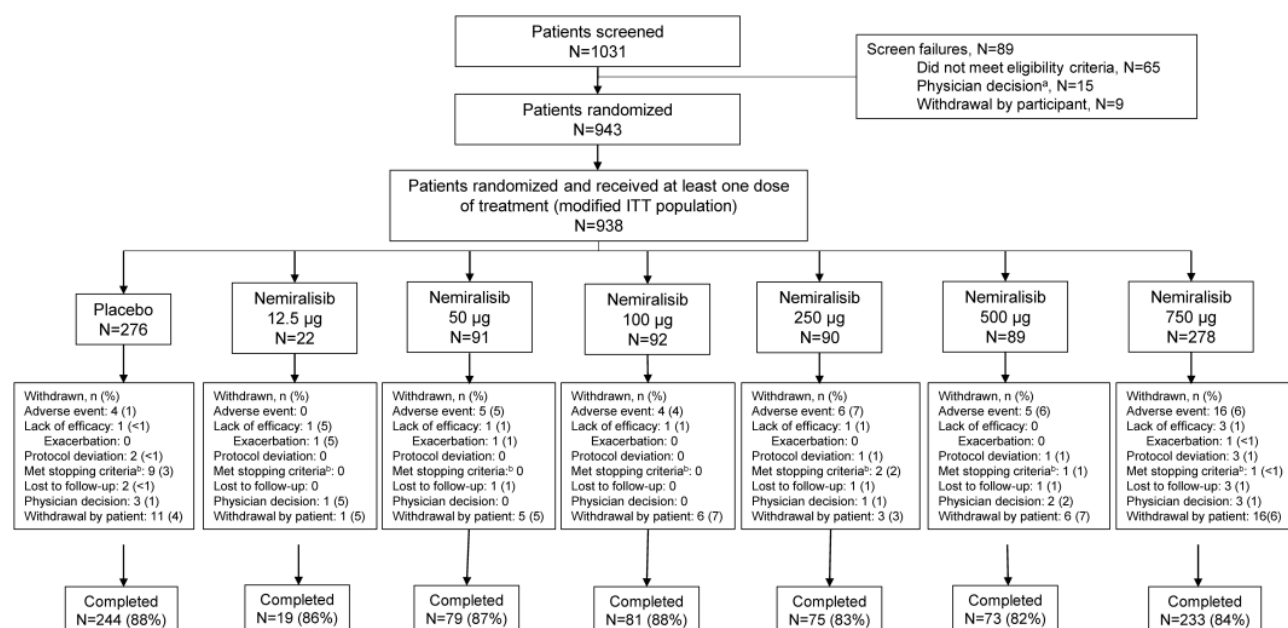 Patients screened
N=1031
Screen failures, N=89
Did not meet eligibility criteria, N=65
Physician decisionᵃ, N=15
Withdrawal by participant, N=9
Patients randomized
N=943
Patients randomized and received at least one dose
of treatment (modified ITT population)
N=938
Placebo
N=276
Nemiralisib
12.5 µg
N=22
Nemiralisib
50 µg
N=91
Nemiralisib
100 µg
N=92
Nemiralisib
250 µg
N=90
Nemiralisib
500 µg
N=89
Nemiralisib
750 µg
N=278
Withdrawn, n (%)
Adverse event: 4 (1)
Lack of efficacy: 1 (<1)
Exacerbation: 0
Protocol deviation: 2 (<1)
Met stopping criteriaᵇ: 9 (3)
Lost to follow-up: 2 (<1)
Physician decision: 3 (1)
Withdrawal by patient: 11 (4)
Withdrawn, n (%)
Adverse event: 0
Lack of efficacy: 1 (5)
Exacerbation: 1 (5)
Protocol deviation: 0
Met stopping criteriaᵇ: 0
Lost to follow-up: 0
Physician decision: 1 (5)
Withdrawal by patient: 1 (5)
Withdrawn, n (%)
Adverse event: 5 (5)
Lack of efficacy: 1 (1)
Exacerbation: 1 (1)
Protocol deviation: 0
Met stopping criteria:ᵇ 0
Lost to follow-up: 1 (1)
Physician decision: 0
Withdrawal by patient: 5 (5)
Withdrawn, n (%)
Adverse event: 4 (4)
Lack of efficacy: 1 (1)
Exacerbation: 0
Protocol deviation: 0
Met stopping criteriaᵇ: 0
Lost to follow-up: 0
Physician decision: 0
Withdrawal by patient: 6 (7)
Withdrawn, n (%)
Adverse event: 6 (7)
Lack of efficacy: 1 (1)
Exacerbation: 0
Protocol deviation: 1 (1)
Met stopping criteriaᵇ: 2 (2)
Lost to follow-up: 1 (1)
Physician decision: 1 (1)
Withdrawal by patient: 3 (3)
Withdrawn, n (%)
Adverse event: 5 (6)
Lack of efficacy: 0
Exacerbation: 0
Protocol deviation: 1 (1)
Met stopping criteriaᵇ: 1 (1)
Lost to follow-up: 1 (1)
Physician decision: 2 (2)
Withdrawal by patient: 6 (7)
Withdrawn, n (%)
Adverse event: 16 (6)
Lack of efficacy: 3 (1)
Exacerbation: 1 (<1)
Protocol deviation: 3 (1)
Met stopping criteriaᵇ: 1 (<1)
Lost to follow-up: 3 (1)
Physician decision: 3 (1)
Withdrawal by patient: 16(6)
Completed
N=244 (88%)
Completed
N=19 (86%)
Completed
N=79 (87%)
Completed
N=81 (88%)
Completed
N=75 (83%)
Completed
N=73 (82%)
Completed
N=233 (84%)